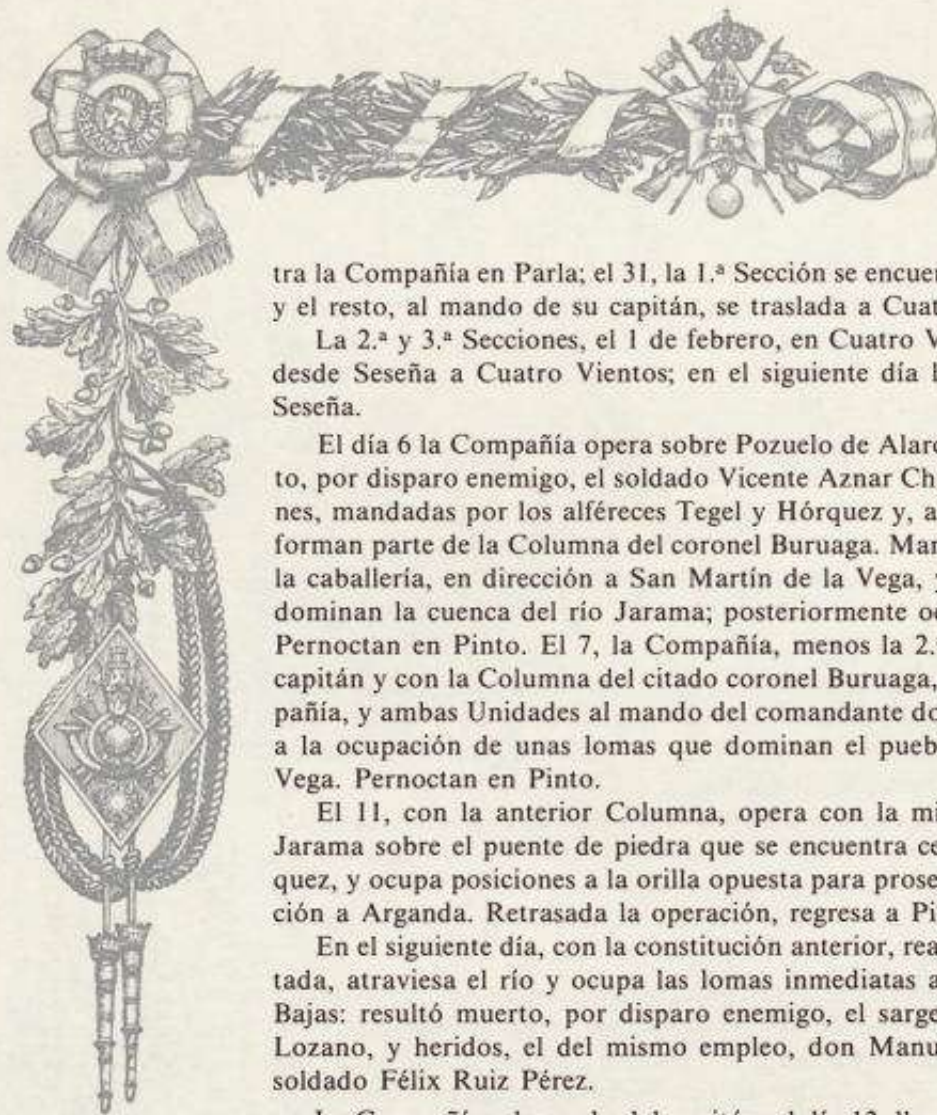 tra la Compañía en Parla; el 31, la 1.ª Sección se encuen
y el resto, al mando de su capitán, se traslada a Cuat
La 2.ª y 3.ª Secciones, el 1 de febrero, en Cuatro V
desde Seseña a Cuatro Vientos; en el siguiente día l
Seseña.
El día 6 la Compañía opera sobre Pozuelo de Alarc
to, por disparo enemigo, el soldado Vicente Aznar Ch
nes, mandadas por los alféreces Tegel y Hórquez y, a
forman parte de la Columna del coronel Buruaga. Mar
la caballería, en dirección a San Martín de la Vega, y
dominan la cuenca del río Jarama; posteriormente oc
Pernoctan en Pinto. El 7, la Compañía, menos la 2.
capitán y con la Columna del citado coronel Buruaga,
pañía, y ambas Unidades al mando del comandante do
a la ocupación de unas lomas que dominan el pueb
Vega. Pernoctan en Pinto.
El 11, con la anterior Columna, opera con la mi
Jarama sobre el puente de piedra que se encuentra ce
quez, y ocupa posiciones a la orilla opuesta para prose
ción a Arganda. Retrasada la operación, regresa a Pi
En el siguiente día, con la constitución anterior, rea
tada, atraviesa el río y ocupa las lomas inmediatas a
Bajas: resultó muerto, por disparo enemigo, el sarge
Lozano, y heridos, el del mismo empleo, don Manu
soldado Félix Ruiz Pérez.